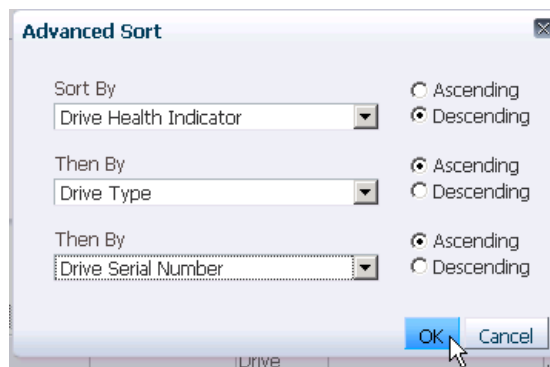 Advanced Sort
Sort By
Drive Health Indicator
Ascending
Descending
Then By
Drive Type
Ascending
Descending
Then By
Drive Serial Number
Ascending
Descending
OK
Cancel
Drive